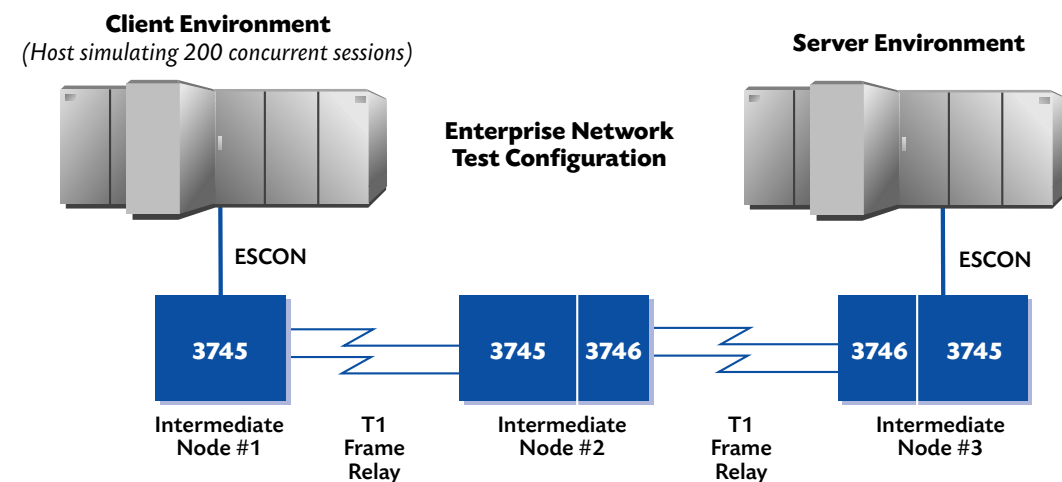 Client Environment
(Host simulating 200 concurrent sessions)
Server Environment
Enterprise Network
Test Configuration
ESCON
ESCON
3745
3745
3746
3746
3745
Intermediate
Node #1
T1
Frame
Relay
Intermediate
Node #2
T1
Frame
Relay
Intermediate
Node #3